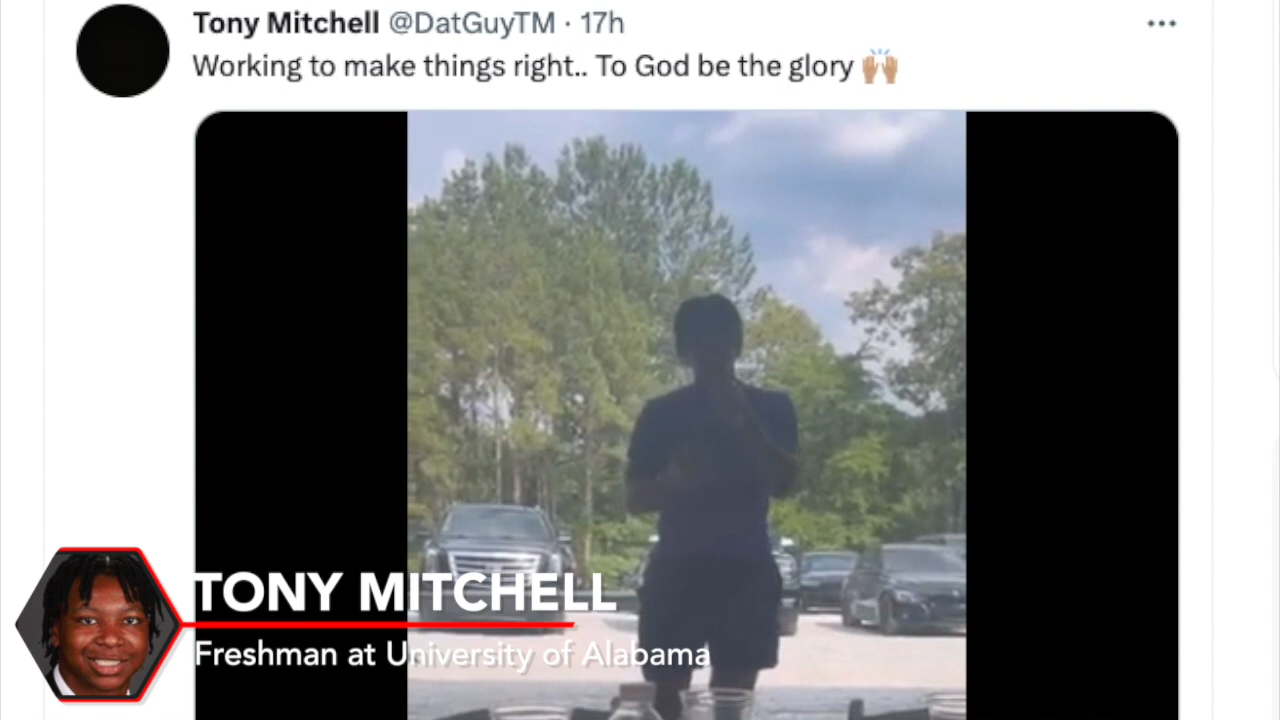 Tony Mitchell @DatGuyTM · 17h
Working to make things right.. To God be the glory 🙌🏽
TONY MITCHELL
Freshman at University of Alabama